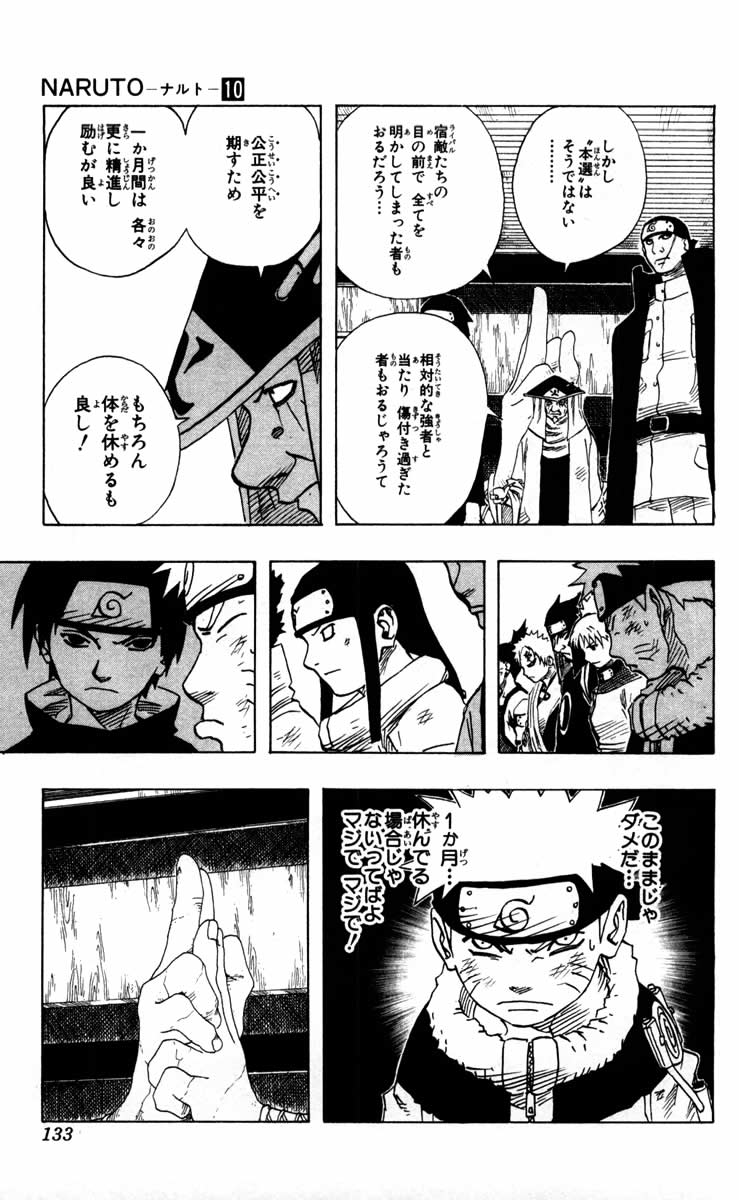 NARUTO―ナルト―10
しかし
“本選”は
そうではない
…………
宿敵たちの
目の前で 全てを
明かしてしまった者も
おるだろう…
相対的な強者と
当たり 傷付き過ぎた
者もおるじゃろうて
公正公平を
期すため
一か月間は 各々
更に精進し
励むが良い
もちろん
体を休めるも
良し!
このままじゃ
ダメだ…
1か月…
休んでる
場合じゃ
ないってばよ
マジで マジで!
133